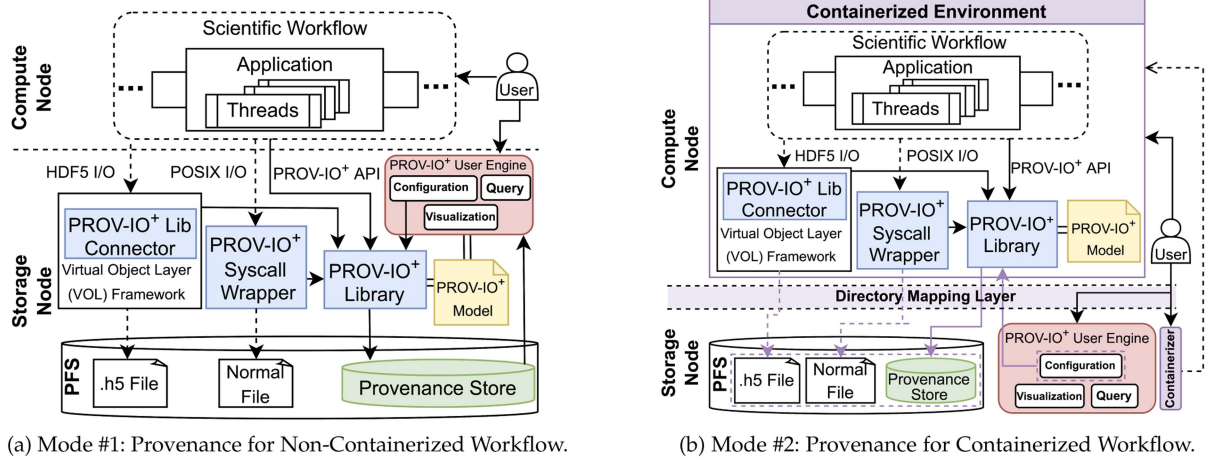 Scientific Workflow
Application
Threads
...
...
User
Compute
Node
HDF5 I/O
POSIX I/O
PROV-IO+ API
PROV-IO+ User Engine
Configuration
Query
Visualization
PROV-IO+ Lib
Connector
Virtual Object Layer
(VOL) Framework
PROV-IO+
Syscall
Wrapper
PROV-IO+
Library
PROV-IO+
Model
Storage
Node
PFS
.h5 File
Normal
File
Provenance Store
(a) Mode #1: Provenance for Non-Containerized Workflow.
Containerized Environment
Scientific Workflow
Application
Threads
...
...
Compute
Node
HDF5 I/O
POSIX I/O
PROV-IO+ API
PROV-IO+ Lib
Connector
Virtual Object Layer
(VOL) Framework
PROV-IO+
Syscall
Wrapper
PROV-IO+
Library
PROV-IO+
Model
User
Directory Mapping Layer
Storage
Node
PFS
.h5 File
Normal
File
Provenance
Store
PROV-IO+ User Engine
Configuration
Visualization
Query
Containerizer
(b) Mode #2: Provenance for Containerized Workflow.